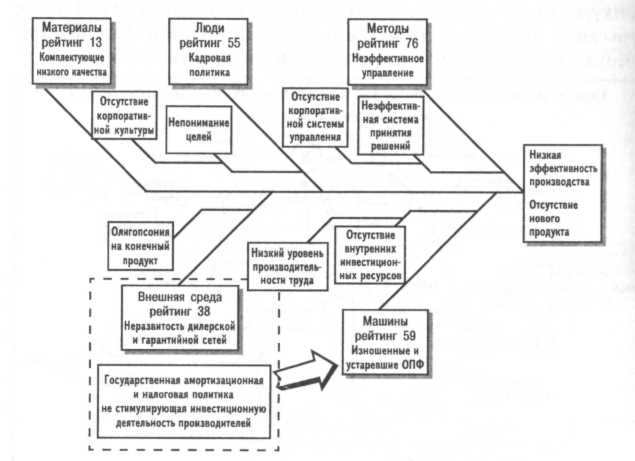 Материалы
рейтинг 13
Комплектующие
низкого качества
Люди
рейтинг 55
Кадровая
политика
Методы
рейтинг 76
Неэффективное
управление
Отсутствие
корпоратив-
ной культуры
Непонимание
целей
Отсутствие
корпоратив-
ной системы
управления
Неэффектив-
ная система
принятия
решений
Низкая
эффективность
производства
Отсутствие
нового
продукта
Олигопсония
на конечный
продукт
Низкий уровень
производитель-
ности труда
Отсутствие
внутренних
инвестицион-
ных ресурсов
Внешняя среда
рейтинг 38
Неразвитость дилерской
и гарантийной сетей
Машины
рейтинг 59
Изношенные и
устаревшие ОПФ
Государственная амортизационная
и налоговая политика
не стимулирующая инвестиционную
деятельность производителей